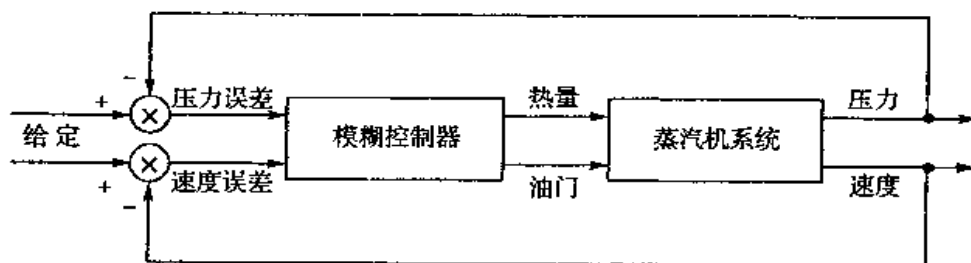 −
+
压力误差
热量
压力
给定
模糊控制器
蒸汽机系统
+
速度误差
油门
速度
−